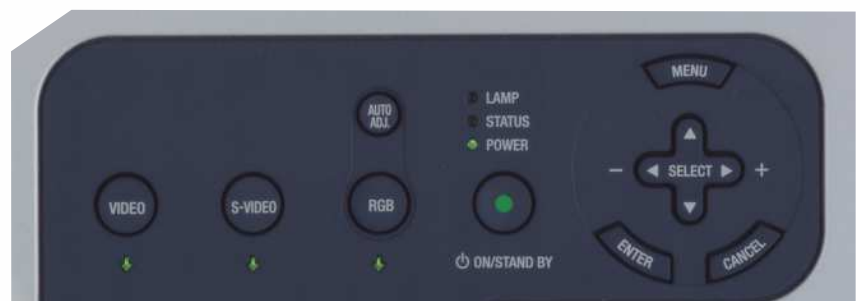 MENU
AUTO
ADJ.
LAMP
STATUS
POWER
− SELECT +
VIDEO
S-VIDEO
RGB
ENTER
CANCEL
ON/STAND BY